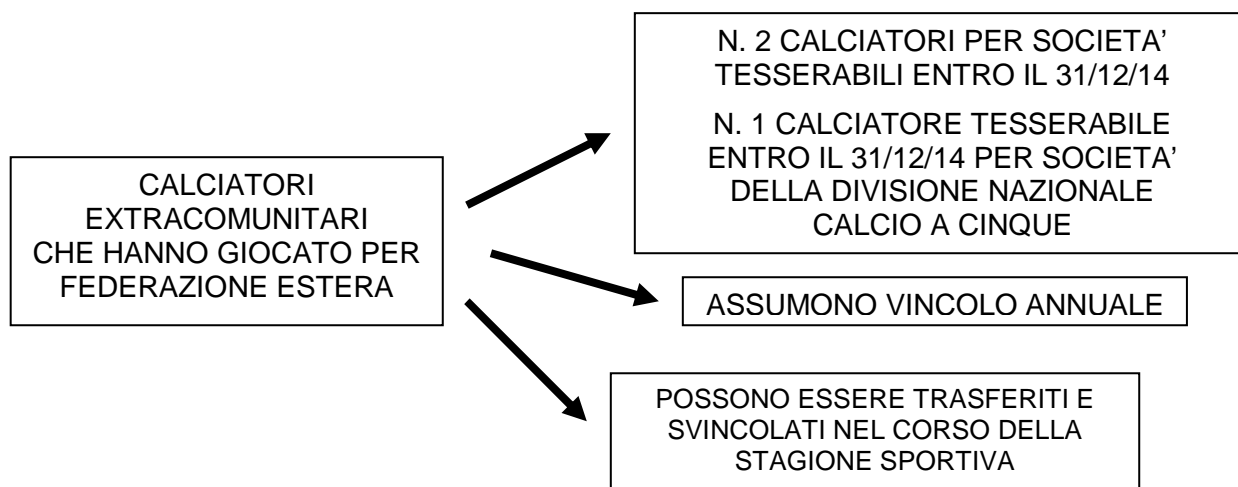 CALCIATORI
EXTRACOMUNITARI
CHE HANNO GIOCATO PER
FEDERAZIONE ESTERA
N. 2 CALCIATORI PER SOCIETA’
TESSERABILI ENTRO IL 31/12/14
N. 1 CALCIATORE TESSERABILE
ENTRO IL 31/12/14 PER SOCIETA’
DELLA DIVISIONE NAZIONALE
CALCIO A CINQUE
ASSUMONO VINCOLO ANNUALE
POSSONO ESSERE TRASFERITI E
SVINCOLATI NEL CORSO DELLA
STAGIONE SPORTIVA